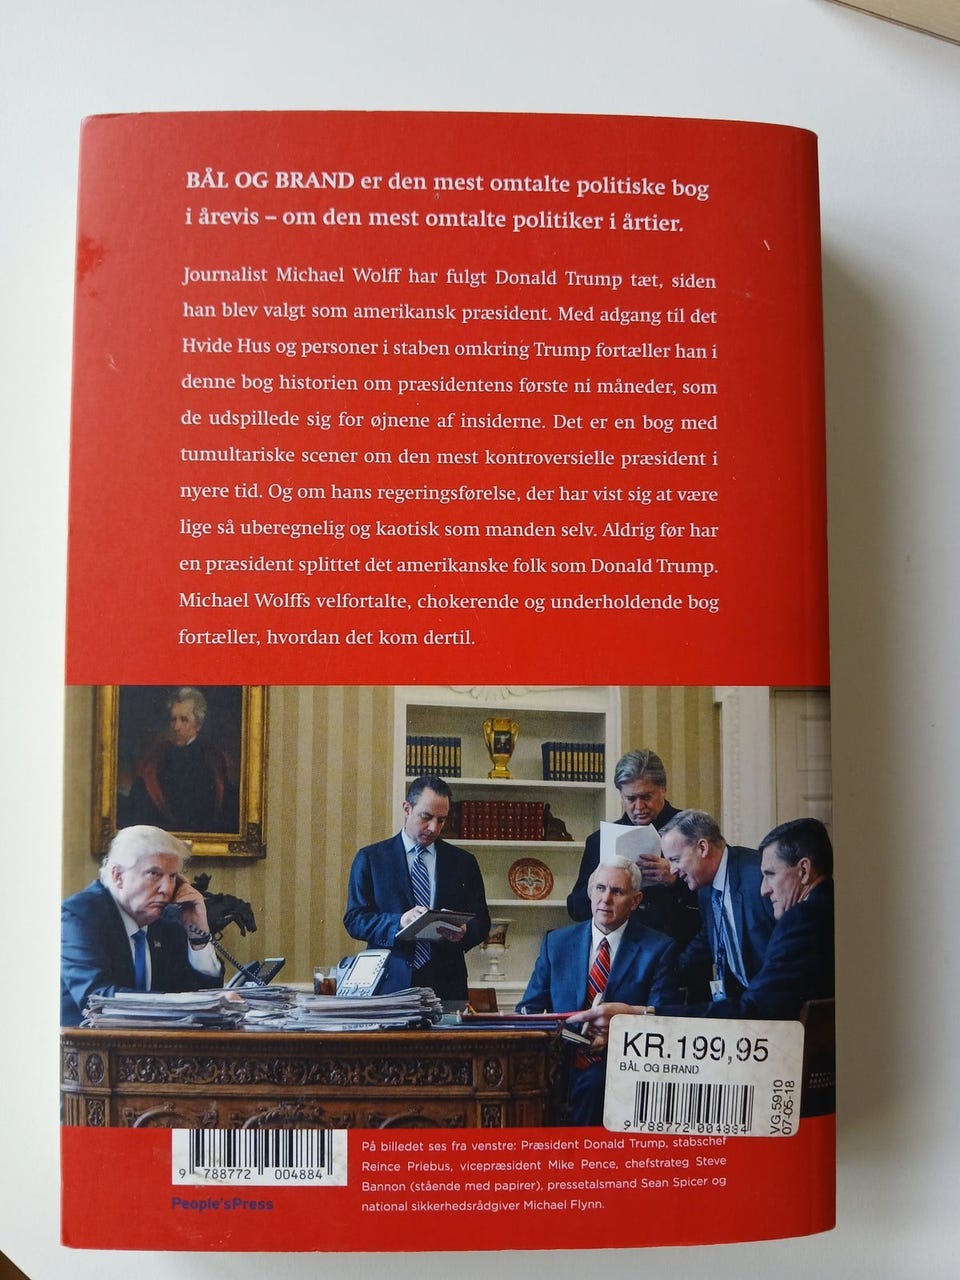 BÅL OG BRAND er den mest omtalte politiske bog
i årevis – om den mest omtalte politiker i årtier.
Journalist Michael Wolff har fulgt Donald Trump tæt, siden
han blev valgt som amerikansk præsident. Med adgang til det
Hvide Hus og personer i staben omkring Trump fortæller han i
denne bog historien om præsidentens første ni måneder, som
de udspillede sig for øjnene af insiderne. Det er en bog med
tumultariske scener om den mest kontroversielle præsident i
nyere tid. Og om hans regeringsførelse, der har vist sig at være
lige så uberegnelig og kaotisk som manden selv. Aldrig før har
en præsident splittet det amerikanske folk som Donald Trump.
Michael Wolffs velfortalte, chokerende og underholdende bog
fortæller, hvordan det kom dertil.
KR.199,95
BÅL OG BRAND
9 788772 004884
VG.5910
07-05-18
9 788772 004884
People'sPress
På billedet ses fra venstre: Præsident Donald Trump, stabschef
Reince Priebus, vicepræsident Mike Pence, chefstrateg Steve
Bannon (stående med papirer), pressetalsmand Sean Spicer og
national sikkerhedsrådgiver Michael Flynn.